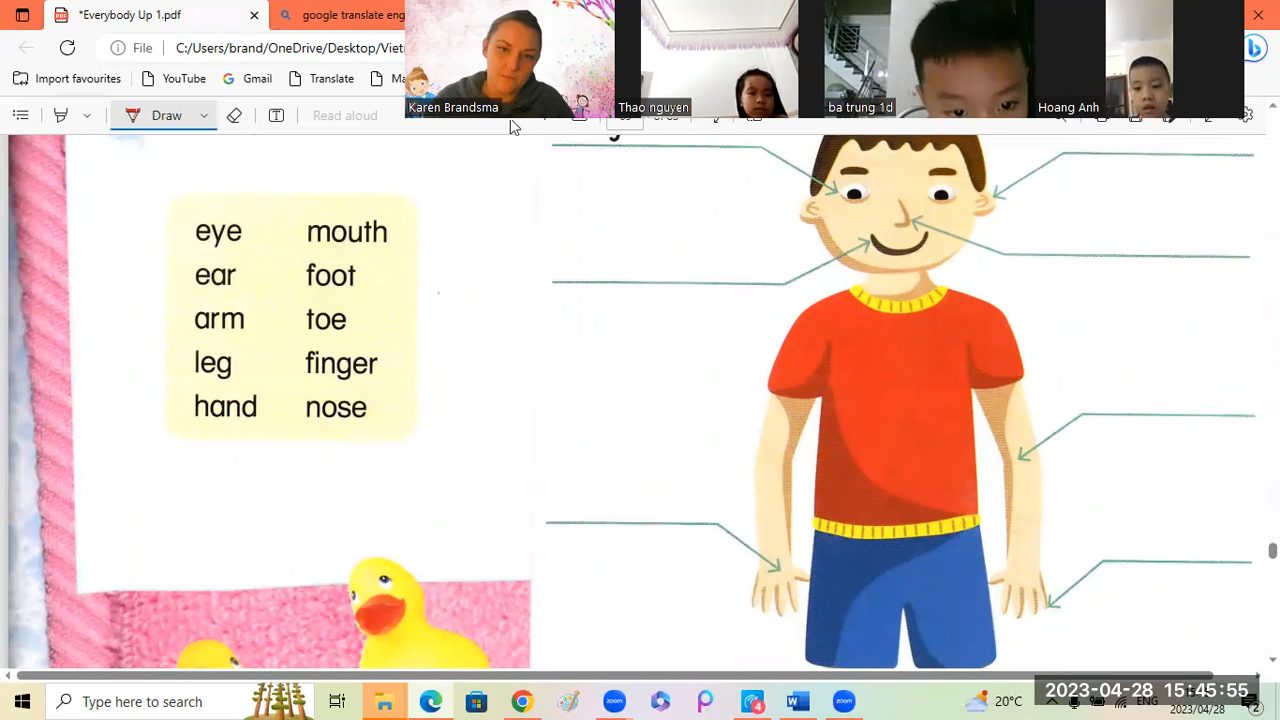 *Everybody Up 1.pdf
google translate eng
File
C:/Users/brand/OneDrive/Desktop/Viet
Import favourites
YouTube
Gmail
Translate
Draw
Read aloud
Karen Brandsma
Thao nguyen
ba trung 1d
Hoang Anh
eye mouth
ear foot
arm toe
leg finger
hand nose
Type here to search
4
20°C
ENG
2023-04-28 15:45:55
2023/04/28
2